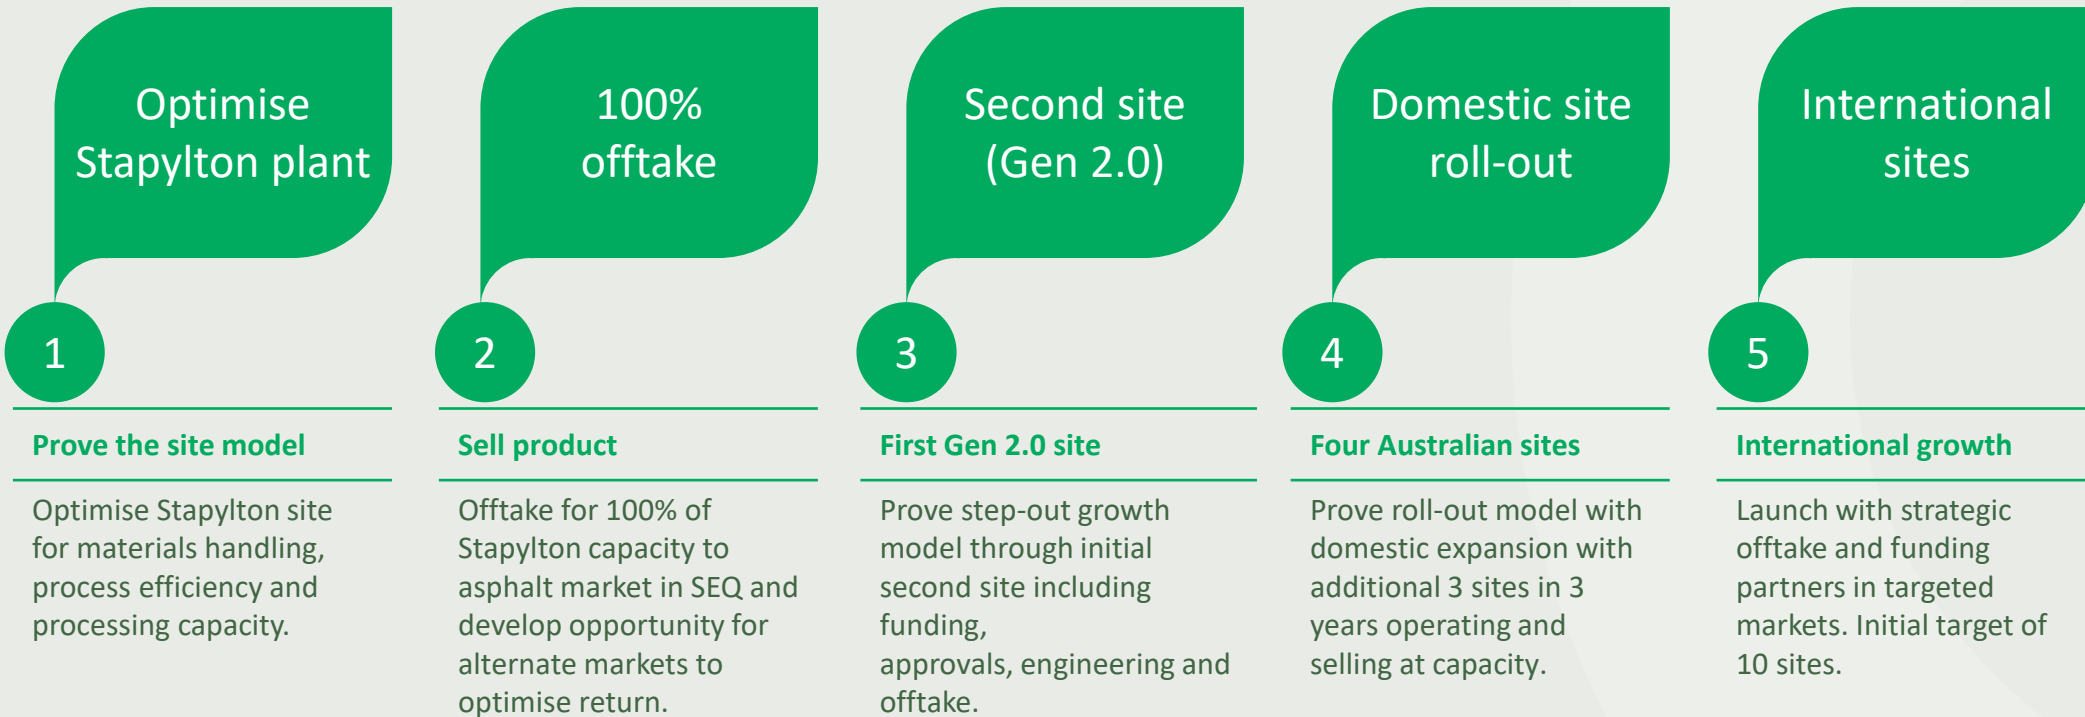 Optimise
Stapylton plant
1
Prove the site model
Optimise Stapylton site
for materials handling,
process efficiency and
processing capacity.
100%
offtake
2
Sell product
Offtake for 100% of
Stapylton capacity to
asphalt market in SEQ and
develop opportunity for
alternate markets to
optimise return.
Second site
(Gen 2.0)
3
First Gen 2.0 site
Prove step-out growth
model through initial
second site including
funding,
approvals, engineering and
offtake.
Domestic site
roll-out
4
Four Australian sites
Prove roll-out model with
domestic expansion with
additional 3 sites in 3
years operating and
selling at capacity.
International
sites
5
International growth
Launch with strategic
offtake and funding
partners in targeted
markets. Initial target of
10 sites.